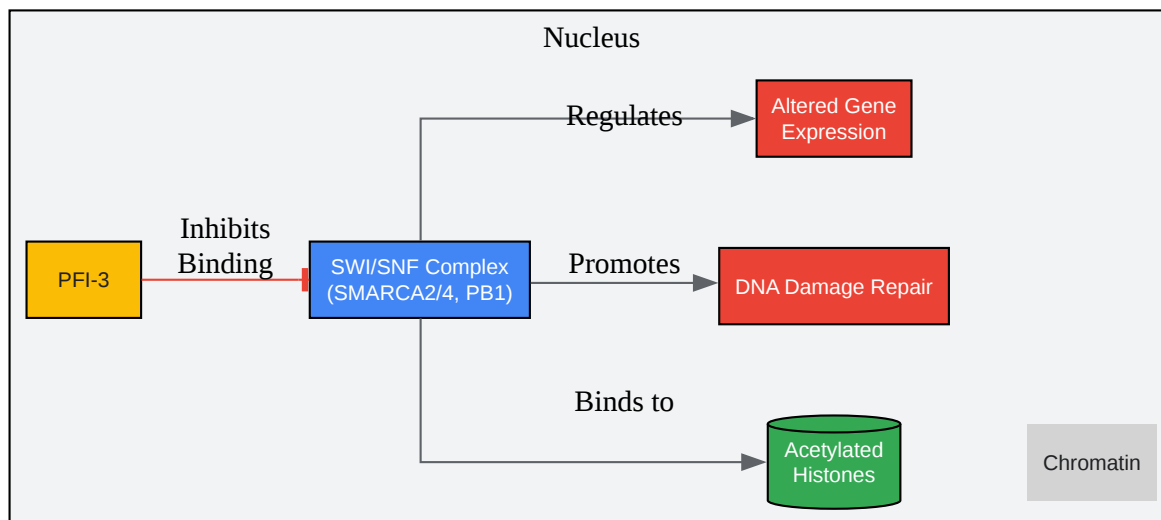 Nucleus
Altered Gene
Expression
Regulates
Inhibits
Binding
PFI-3
SWI/SNF Complex
(SMARCA2/4, PB1)
Promotes
DNA Damage Repair
Binds to
Acetylated
Histones
Chromatin